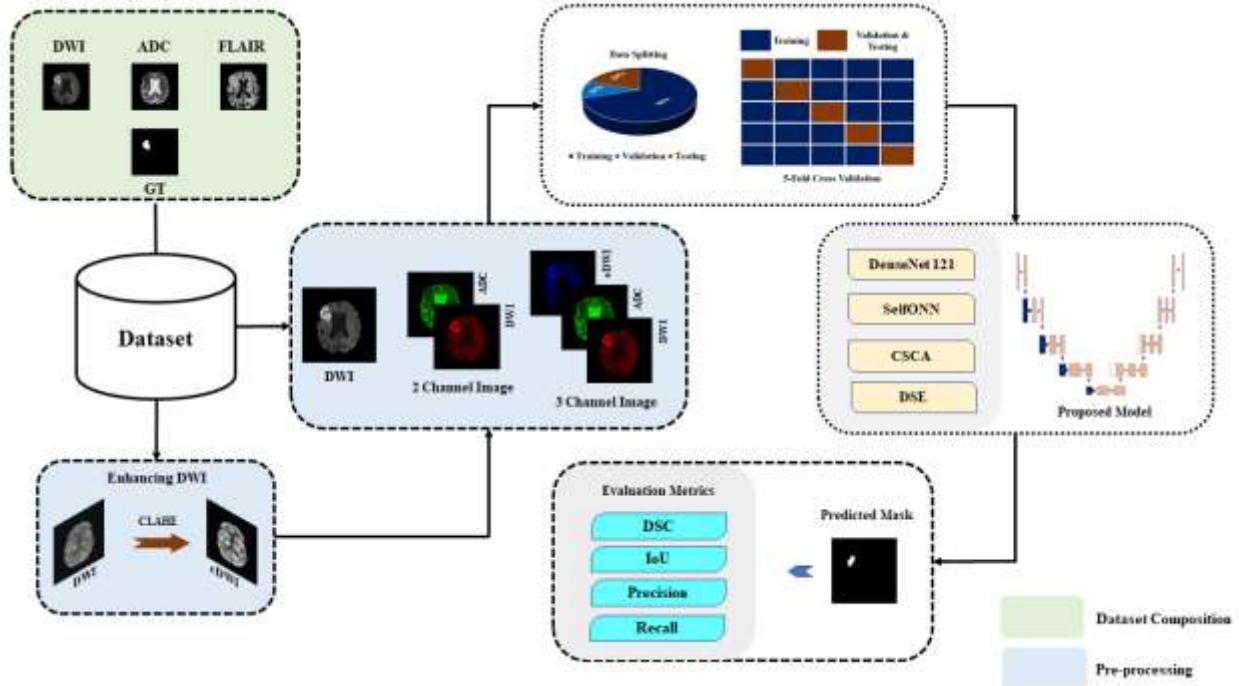 DWI ADC FLAIR
GT
Dataset
Enhancing DWI
CLAHE
DWI
eDWI
DWI
ADC
DWI
2 Channel Image
eDWI
ADC
DWI
3 Channel Image
Data Splitting
Training Validation Testing
Training
Validation &
Testing
5-Fold Cross Validation
DenseNet 121
SelfONN
CSCA
DSE
Proposed Model
Evaluation Metrics
DSC
IoU
Precision
Recall
Predicted Mask
Dataset Composition
Pre-processing